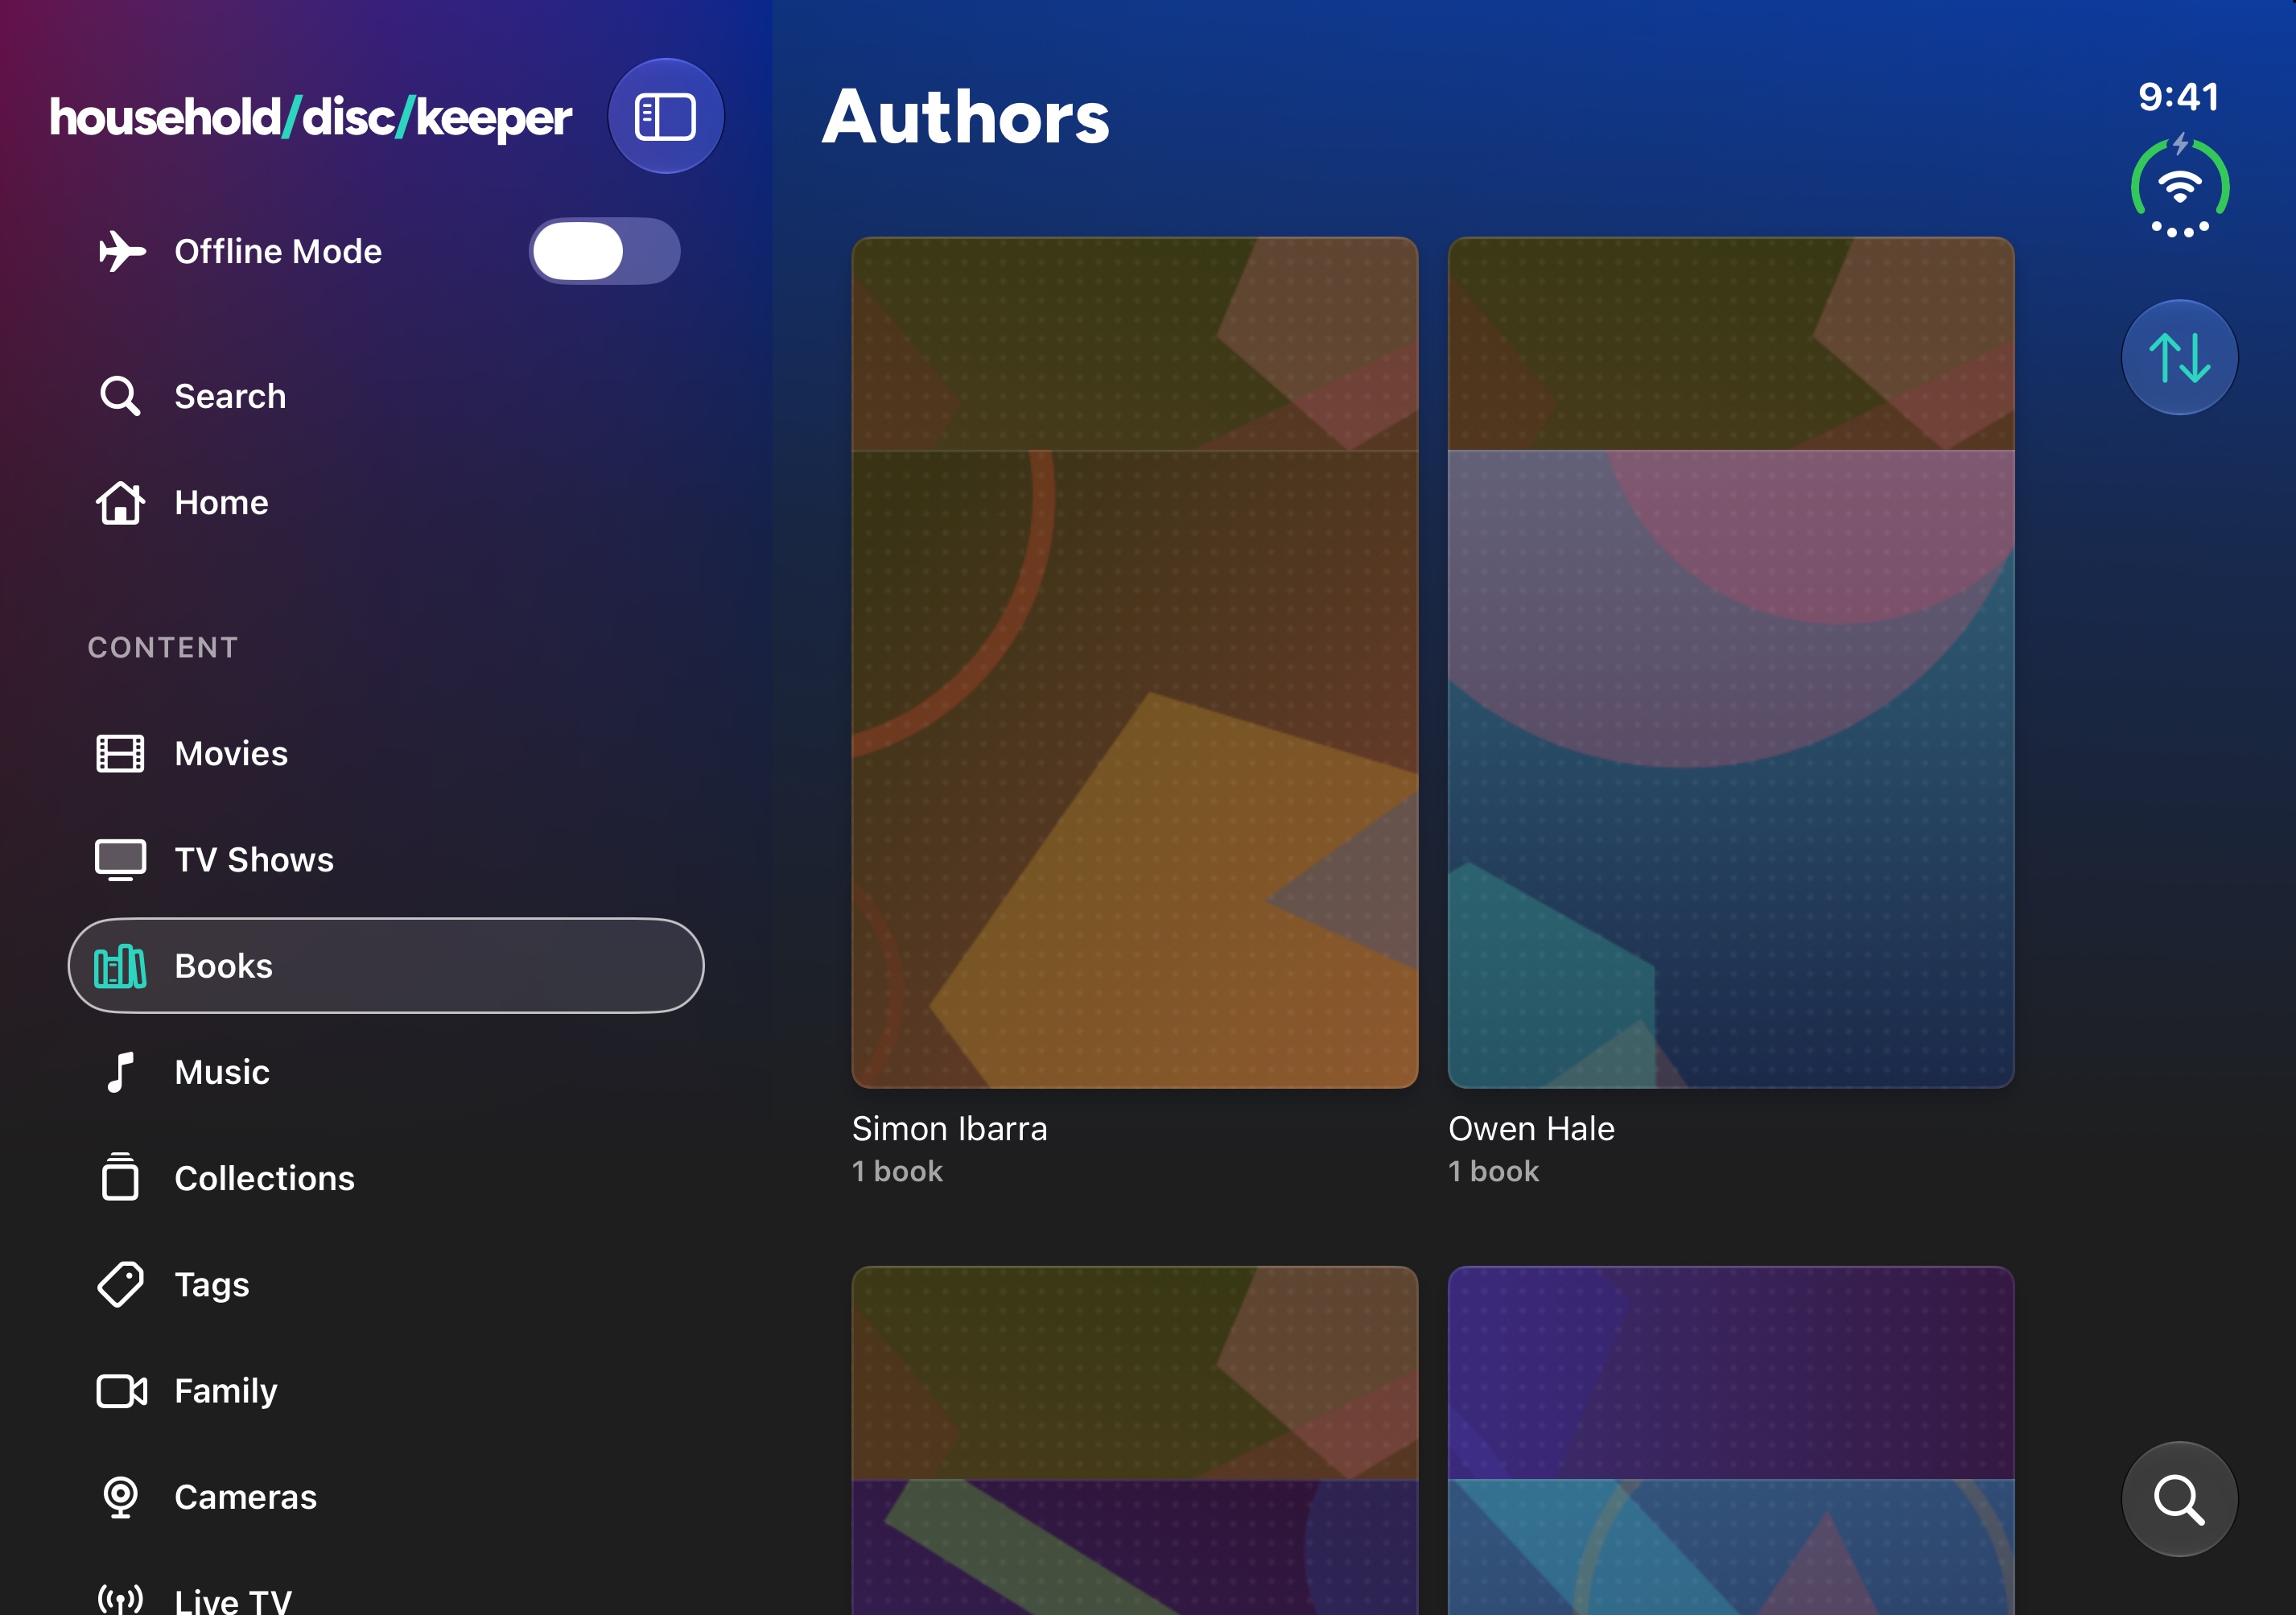 household/disc/keeper
Offline Mode
Search
Home
CONTENT
Movies
TV Shows
Books
Music
Collections
Tags
Family
Cameras
Live TV
Authors
9:41
Simon Ibarra
1 book
Owen Hale
1 book